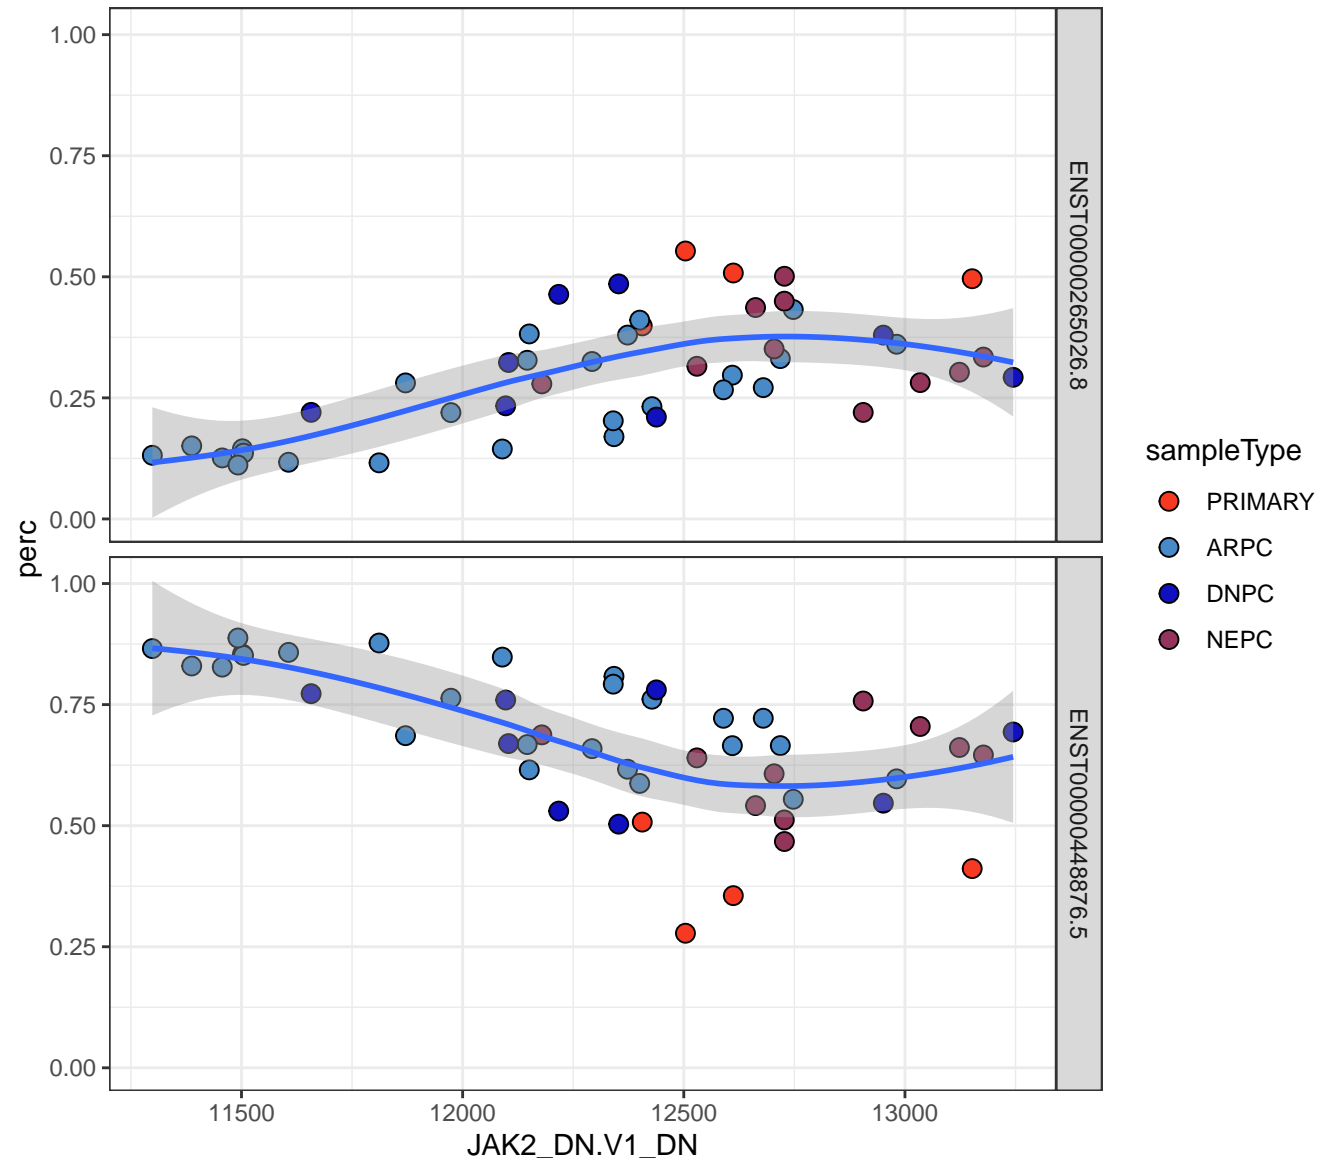 1.00
0.75
0.50
0.25
0.00
ENST00000265026.8
1.00
0.75
0.50
0.25
0.00
ENST00000448876.5
perc
11500
12000
12500
13000
JAK2_DN.V1_DN
sampleType
PRIMARY
ARPC
DNPC
NEPC